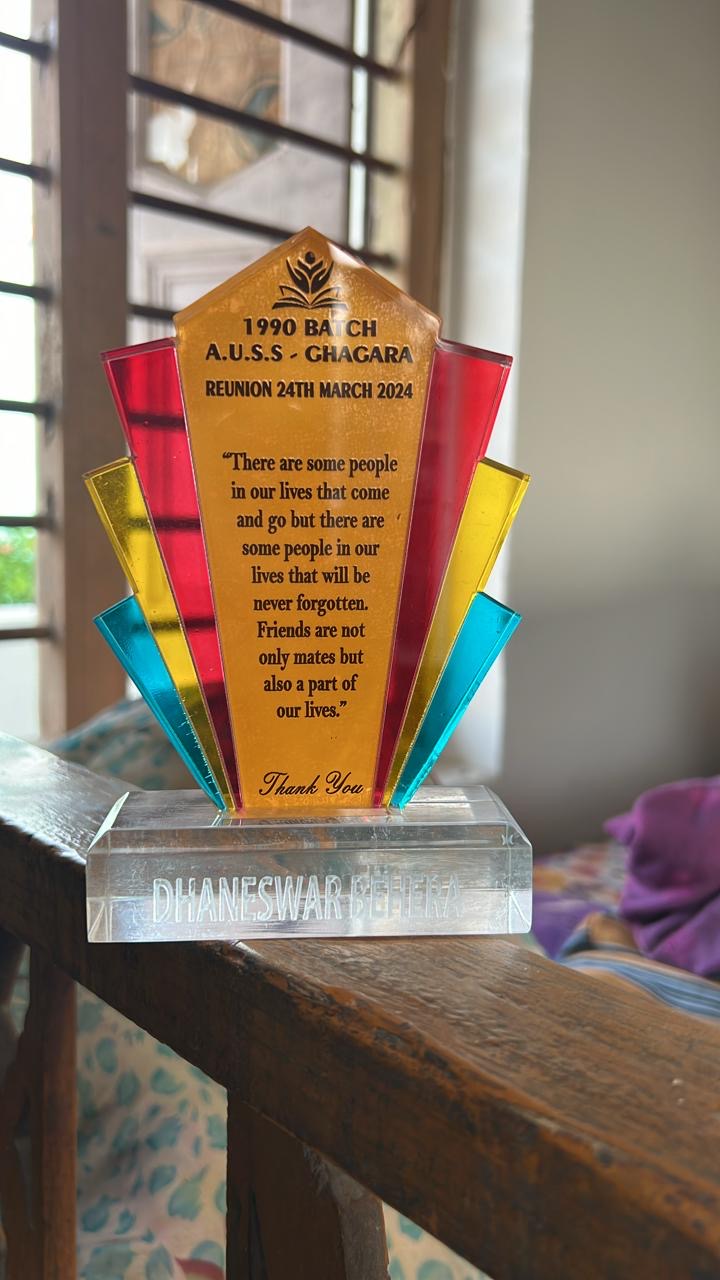 1990 BATCH
A.U.S.S - GHAGARA
REUNION 24TH MARCH 2024
“There are some people
in our lives that come
and go but there are
some people in our
lives that will be
never forgotten.
Friends are not
only mates but
also a part of
our lives.”
Thank You
DHANESWAR BEHERA